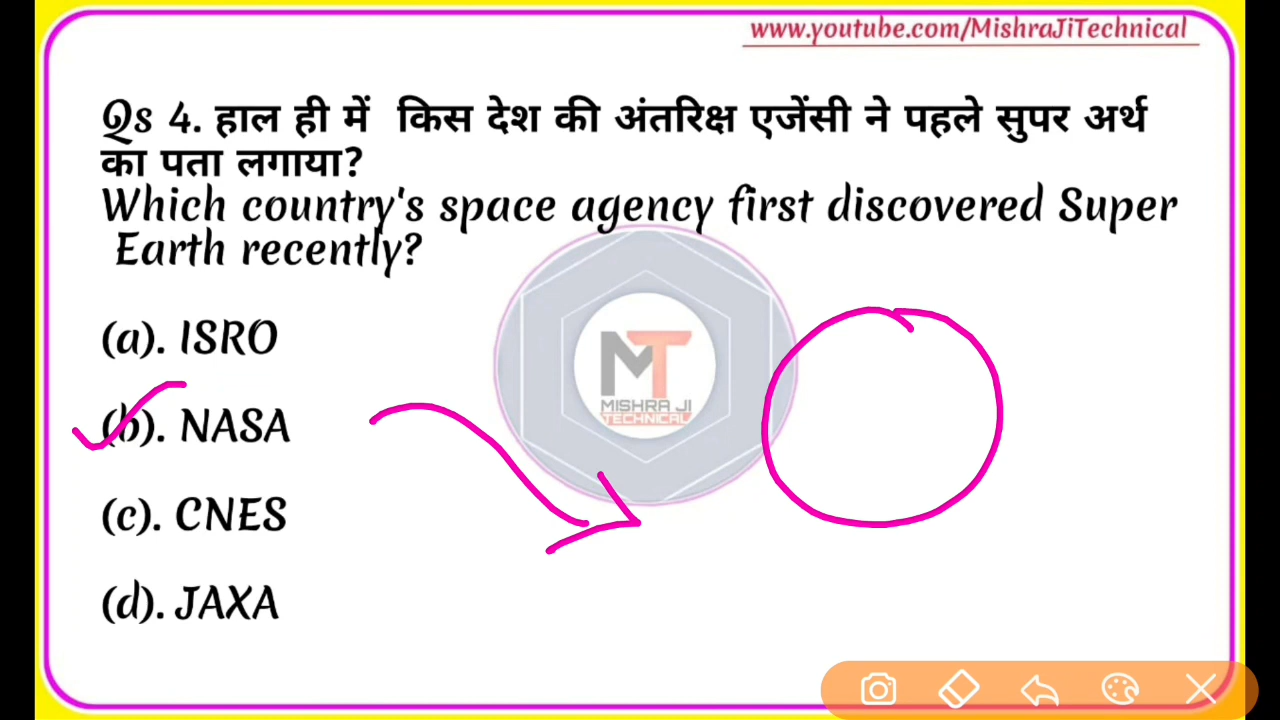 www.youtube.com/MishraJiTechnical
Qs 4. हाल ही में किस देश की अंतरिक्ष एजेंसी ने पहले सुपर अर्थ
का पता लगाया?
Which country's space agency first discovered Super
Earth recently?
(a). ISRO
(b). NASA
(c). CNES
(d). JAXA
MT
MISHRA JI
TECHNICAL